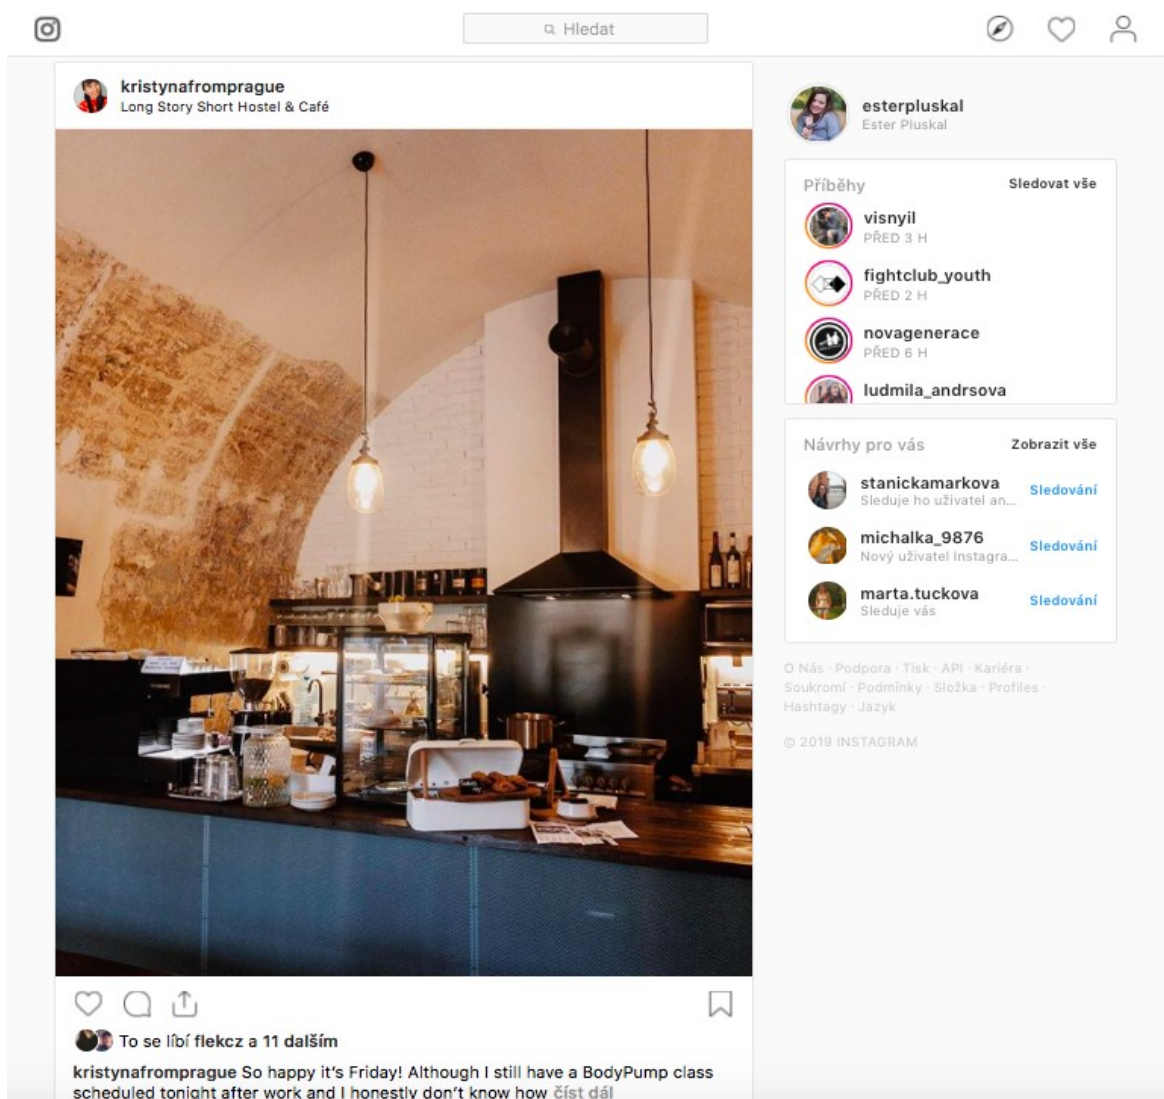 Hledat
kristynafromprague
Long Story Short Hostel & Café
esterpluskal
Ester Pluskal
Příběhy Sledovat vše
visnyil
PŘED 3 H
fightclub_youth
PŘED 2 H
novagenerace
PŘED 6 H
ludmila_andrsova
Návrhy pro vás Zobrazit vše
stanickamarkova
Sleduje ho uživatel an...
Sledování
michalka_9876
Nový uživatel Instagra...
Sledování
marta.tuckova
Sleduje vás
Sledování
O Nás · Podpora · Tisk · API · Kariéra ·
Soukromí · Podmínky · Složka · Profiles ·
Hashtagy · Jazyk
© 2019 INSTAGRAM
To se líbí flekcz a 11 dalším
kristynafromprague So happy it's Friday! Although I still have a BodyPump class
scheduled tonight after work and I honestly don't know how číst dál